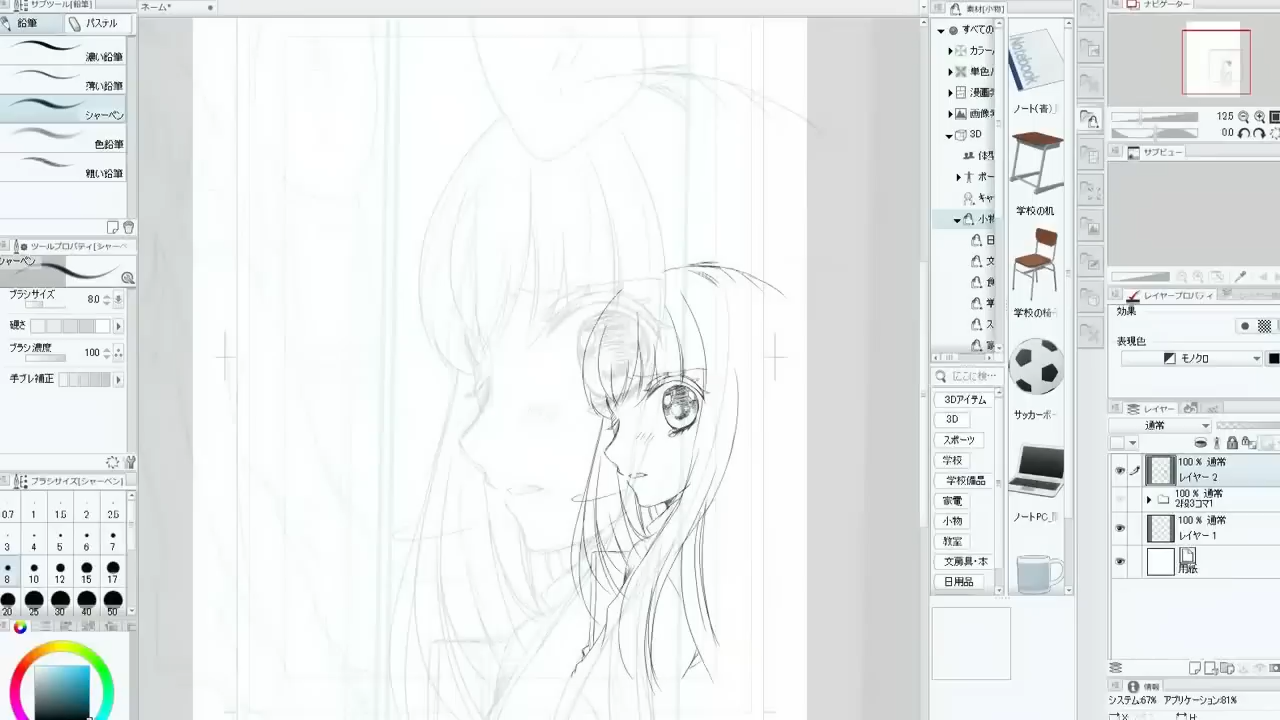 サブツール[鉛筆]
鉛筆
パステル
濃い鉛筆
薄い鉛筆
シャーペン
色鉛筆
粗い鉛筆
ツールプロパティ[シャーペ
シャーペン
ブラシサイズ 8.0
硬さ
ブラシ濃度 100
手ブレ補正
ブラシサイズ[シャーペン]
0.7 1 1.5 2 2.5
3 4 5 6 7
8 10 12 15 17
20 25 30 40 50
ネーム*
素材[小物]
すべての
カラー
単色
漫画
画像
3D
体型
ポー
キャ
小物
日
文
食
学
ス
家
ここに検…
3Dアイテム
3D
スポーツ
学校
学校備品
家電
小物
教室
文房具・本
日用品
Notebook
ノート(青)
学校の机
学校の椅
サッカーボー
ノートPC
ナビゲーター
12.5
0.0
サブビュー
レイヤープロパティ
効果
表現色
モノクロ
レイヤー
通常
100 % 通常
レイヤー 2
100 % 通常
2段3コマ1
100 % 通常
レイヤー 1
用紙
情報
システム:67% アプリケーション:81%
X H